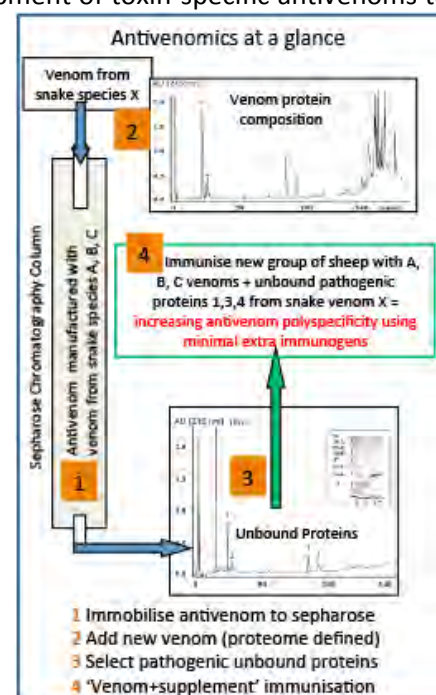 Antivenomics at a glance
Venom from
snake species X
2
Venom protein
composition
Sepharose Chromatography Column
Antivenom manufactured with
venom from snake species A, B, C
1
4 Immunise new group of sheep with A,
B, C venoms + unbound pathogenic
proteins 1,3,4 from snake venom X =
increasing antivenom polyspecificity using
minimal extra immunogens
3
Unbound Proteins
1 Immobilise antivenom to sepharose
2 Add new venom (proteome defined)
3 Select pathogenic unbound proteins
4 'Venom+supplement' immunisation